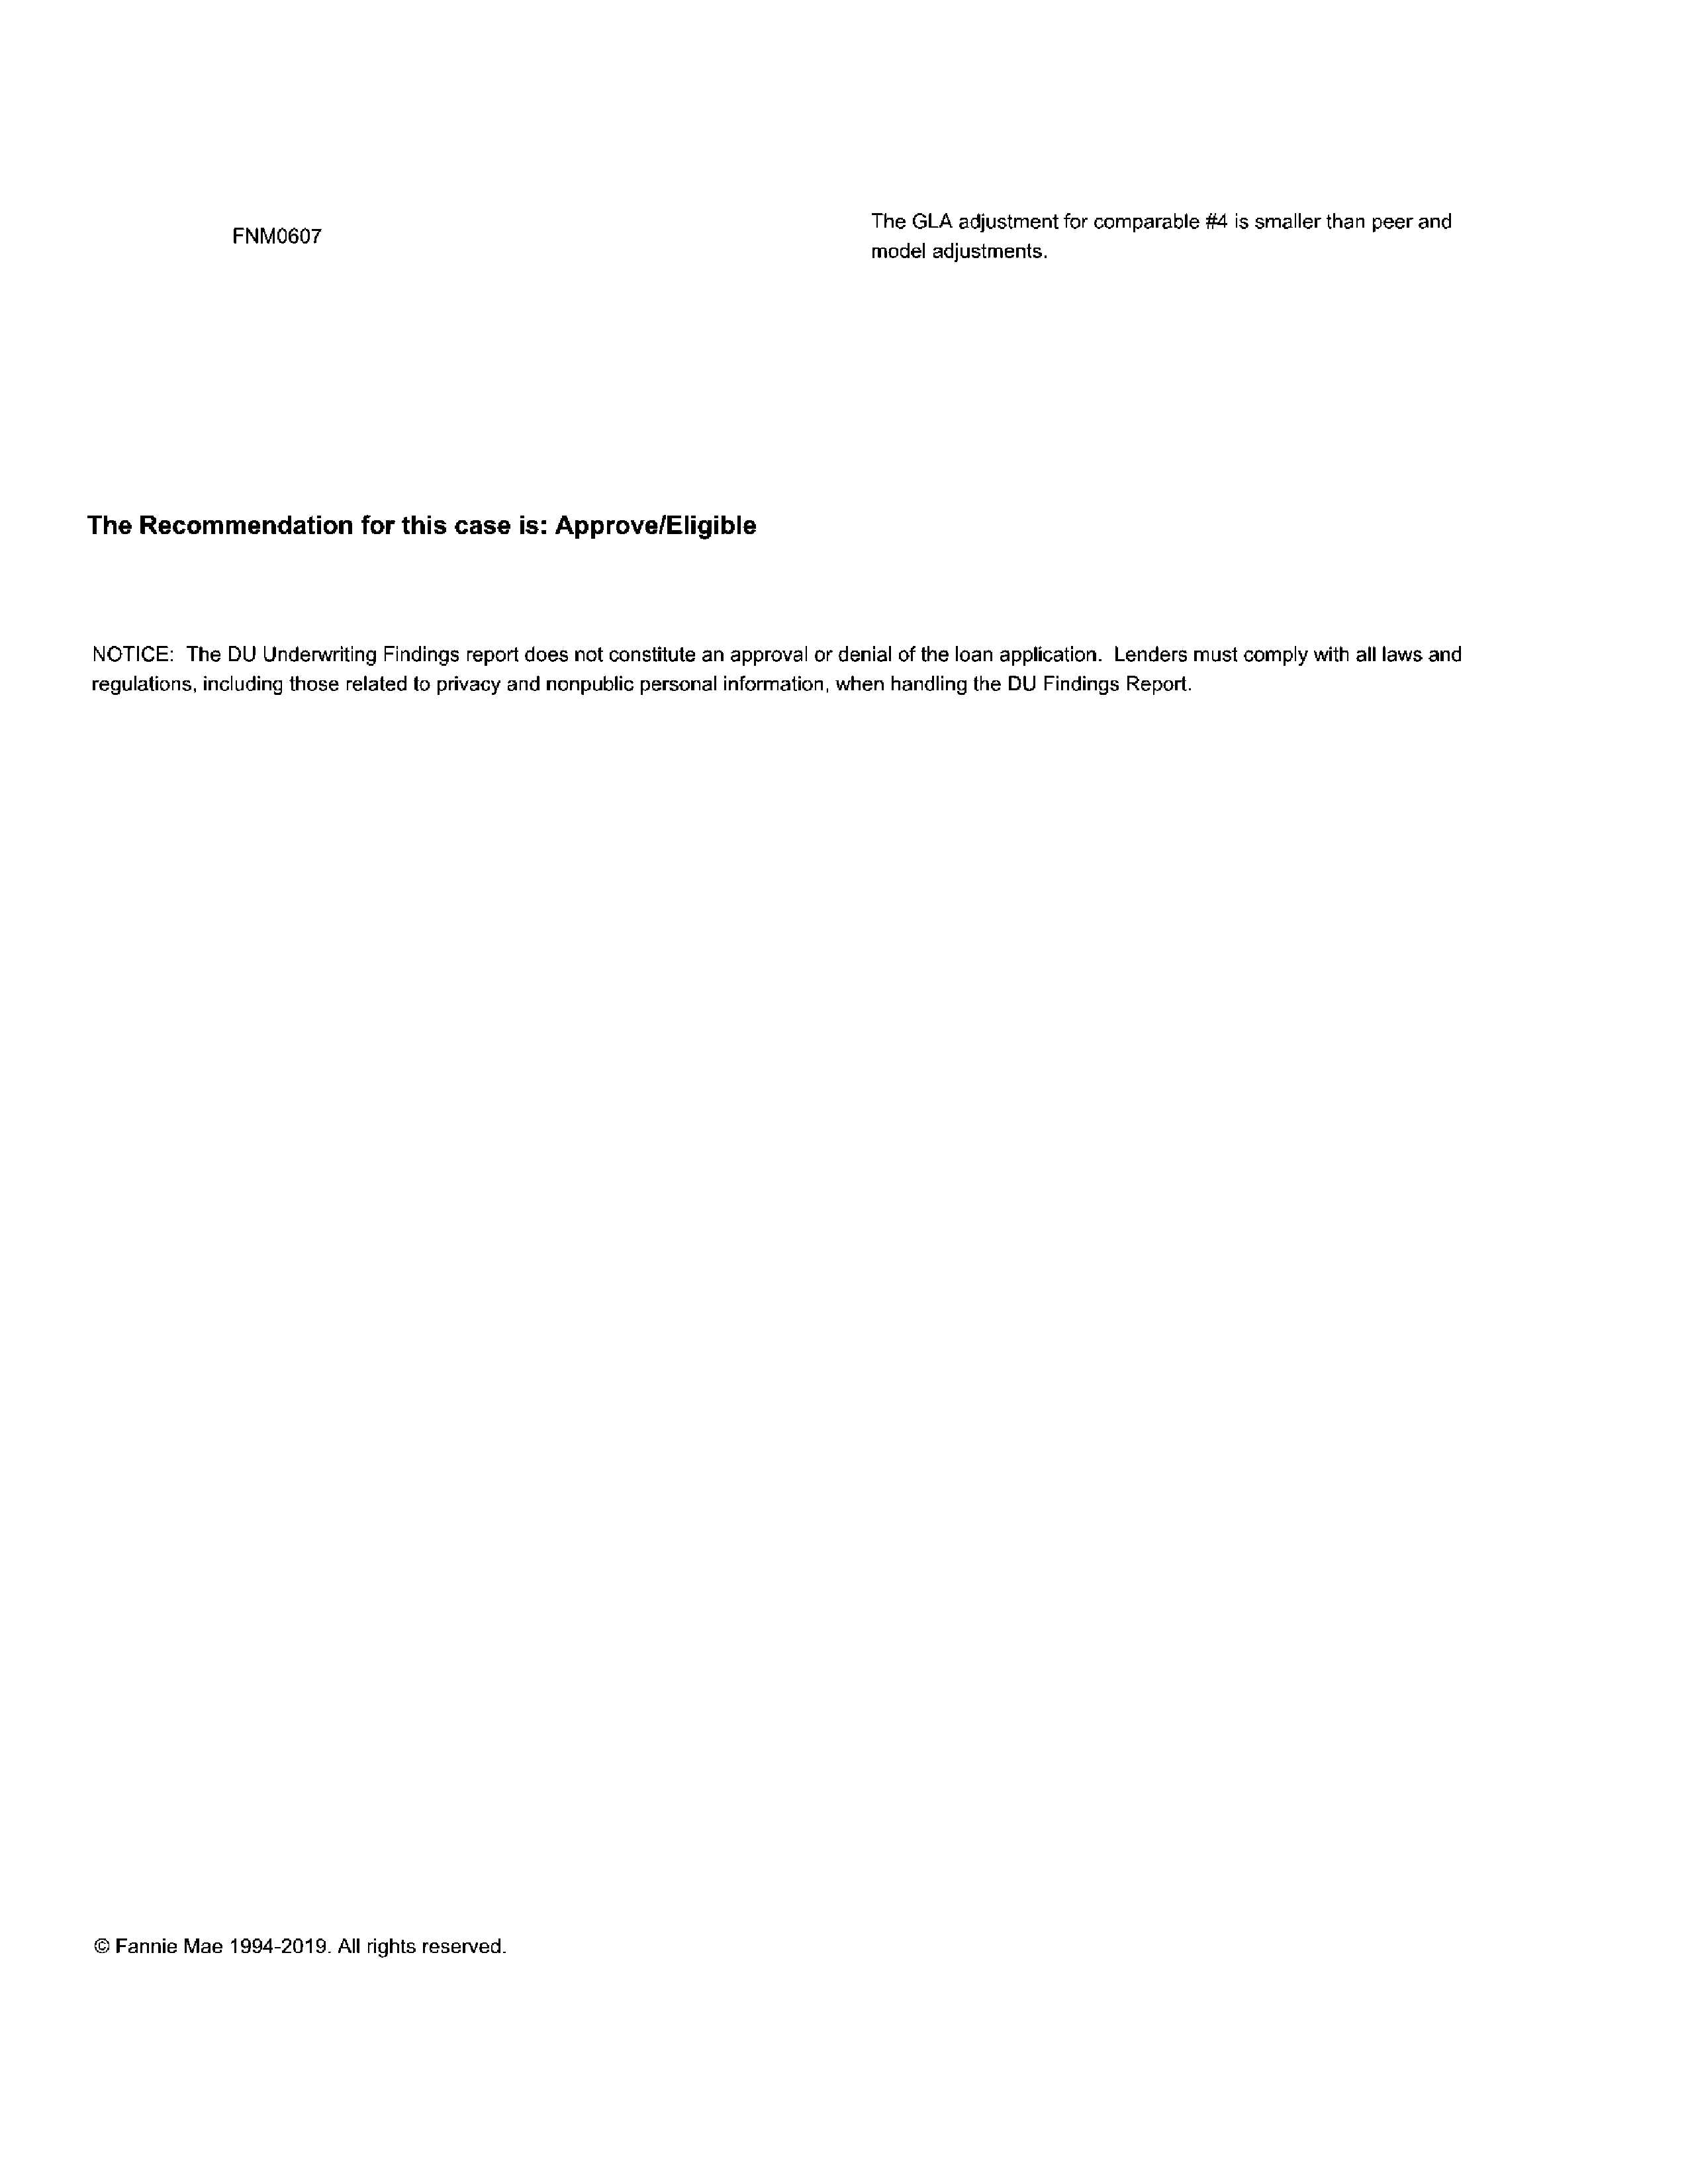 FNM0607
The GLA adjustment for comparable #4 is smaller than peer and
model adjustments.
The Recommendation for this case is: Approve/Eligible
NOTICE:  The DU Underwriting Findings report does not constitute an approval or denial of the loan application.  Lenders must comply with all laws and
regulations, including those related to privacy and nonpublic personal information, when handling the DU Findings Report.
© Fannie Mae 1994-2019. All rights reserved.